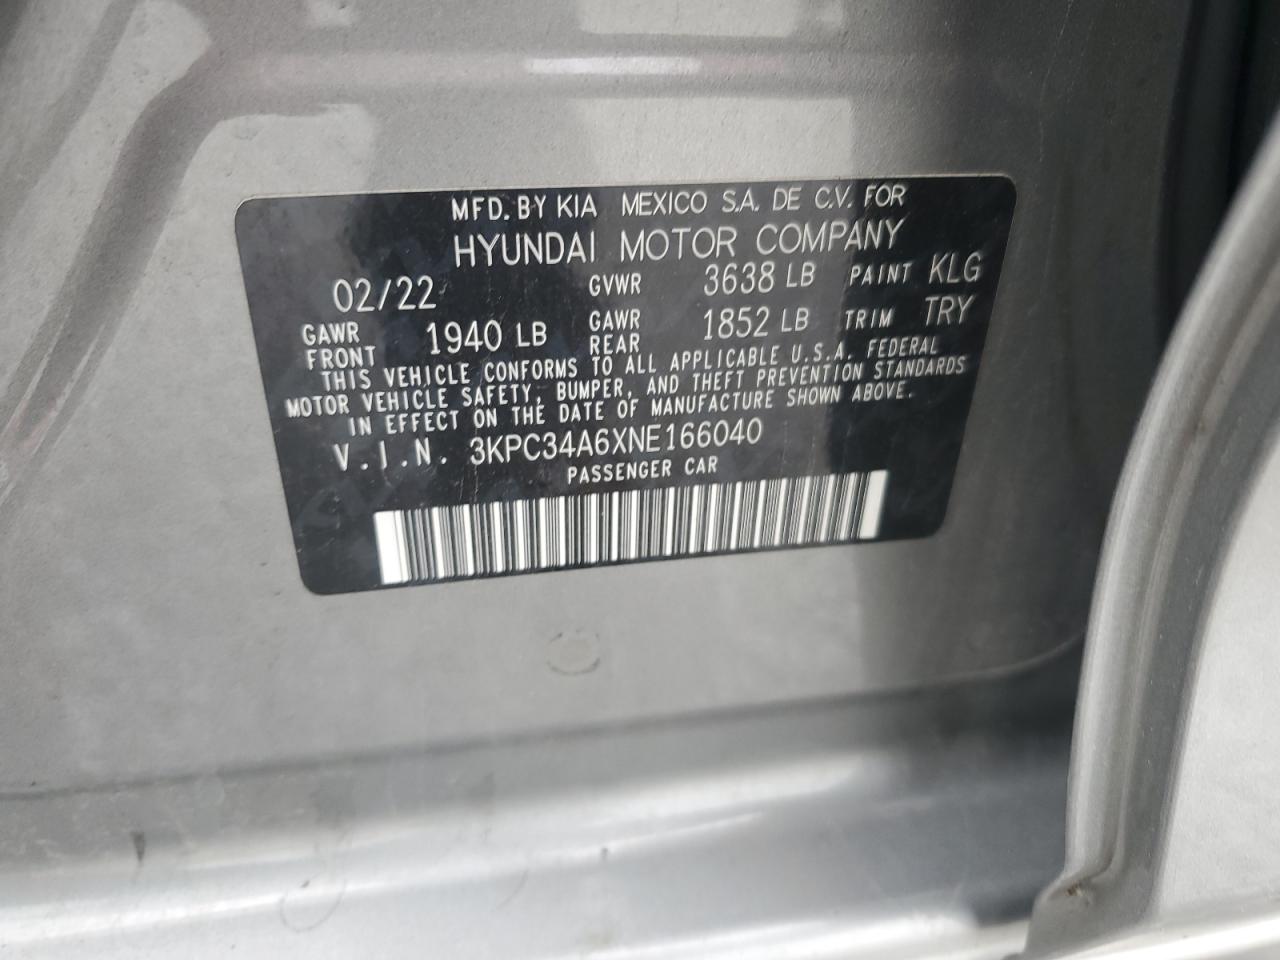 MFD. BY KIA MEXICO S.A. DE C.V. FOR
HYUNDAI MOTOR COMPANY
02/22 GVWR 3638 LB PAINT KLG
GAWR FRONT 1940 LB GAWR REAR 1852 LB TRIM TRY
THIS VEHICLE CONFORMS TO ALL APPLICABLE U.S.A. FEDERAL
MOTOR VEHICLE SAFETY, BUMPER, AND THEFT PREVENTION STANDARDS
IN EFFECT ON THE DATE OF MANUFACTURE SHOWN ABOVE.
V.I.N. 3KPC34A6XNE166040
PASSENGER CAR